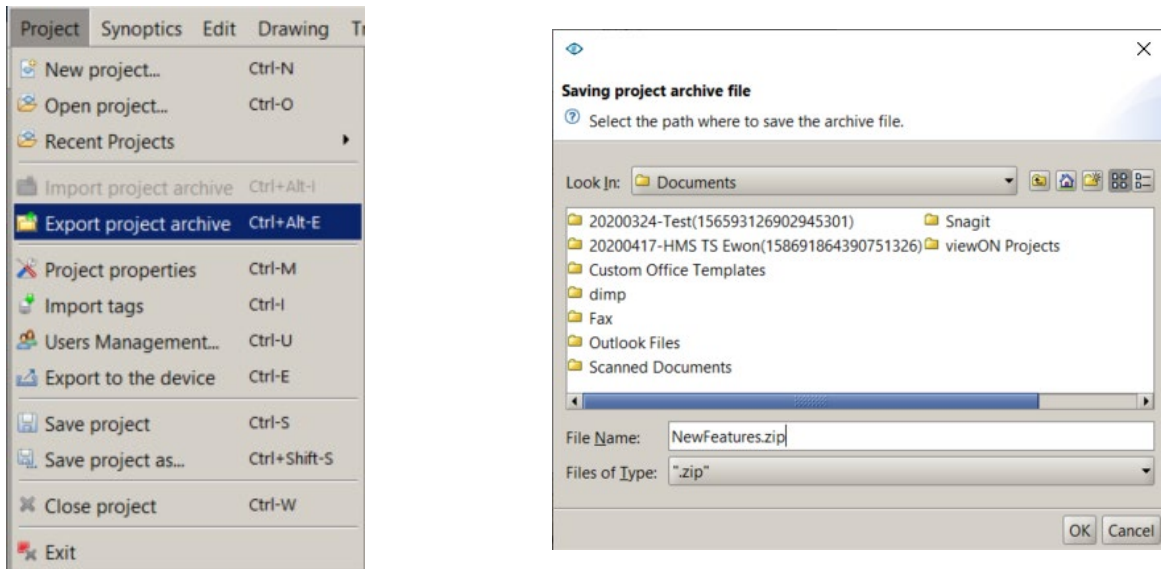 Project Synoptics Edit Drawing
New project... Ctrl-N
Open project... Ctrl-O
Recent Projects
Import project archive Ctrl+Alt-I
Export project archive Ctrl+Alt-E
Project properties Ctrl-M
Import tags Ctrl-I
Users Management... Ctrl-U
Export to the device Ctrl-E
Save project Ctrl-S
Save project as... Ctrl+Shift-S
Close project Ctrl-W
Exit
Saving project archive file
Select the path where to save the archive file.
Look In: Documents
20200324-Test(156593126902945301) Snagit
20200417-HMS TS Ewon(158691864390751326) viewON Projects
Custom Office Templates
dimp
Fax
Outlook Files
Scanned Documents
File Name: NewFeatures.zip
Files of Type: ".zip"
OK Cancel